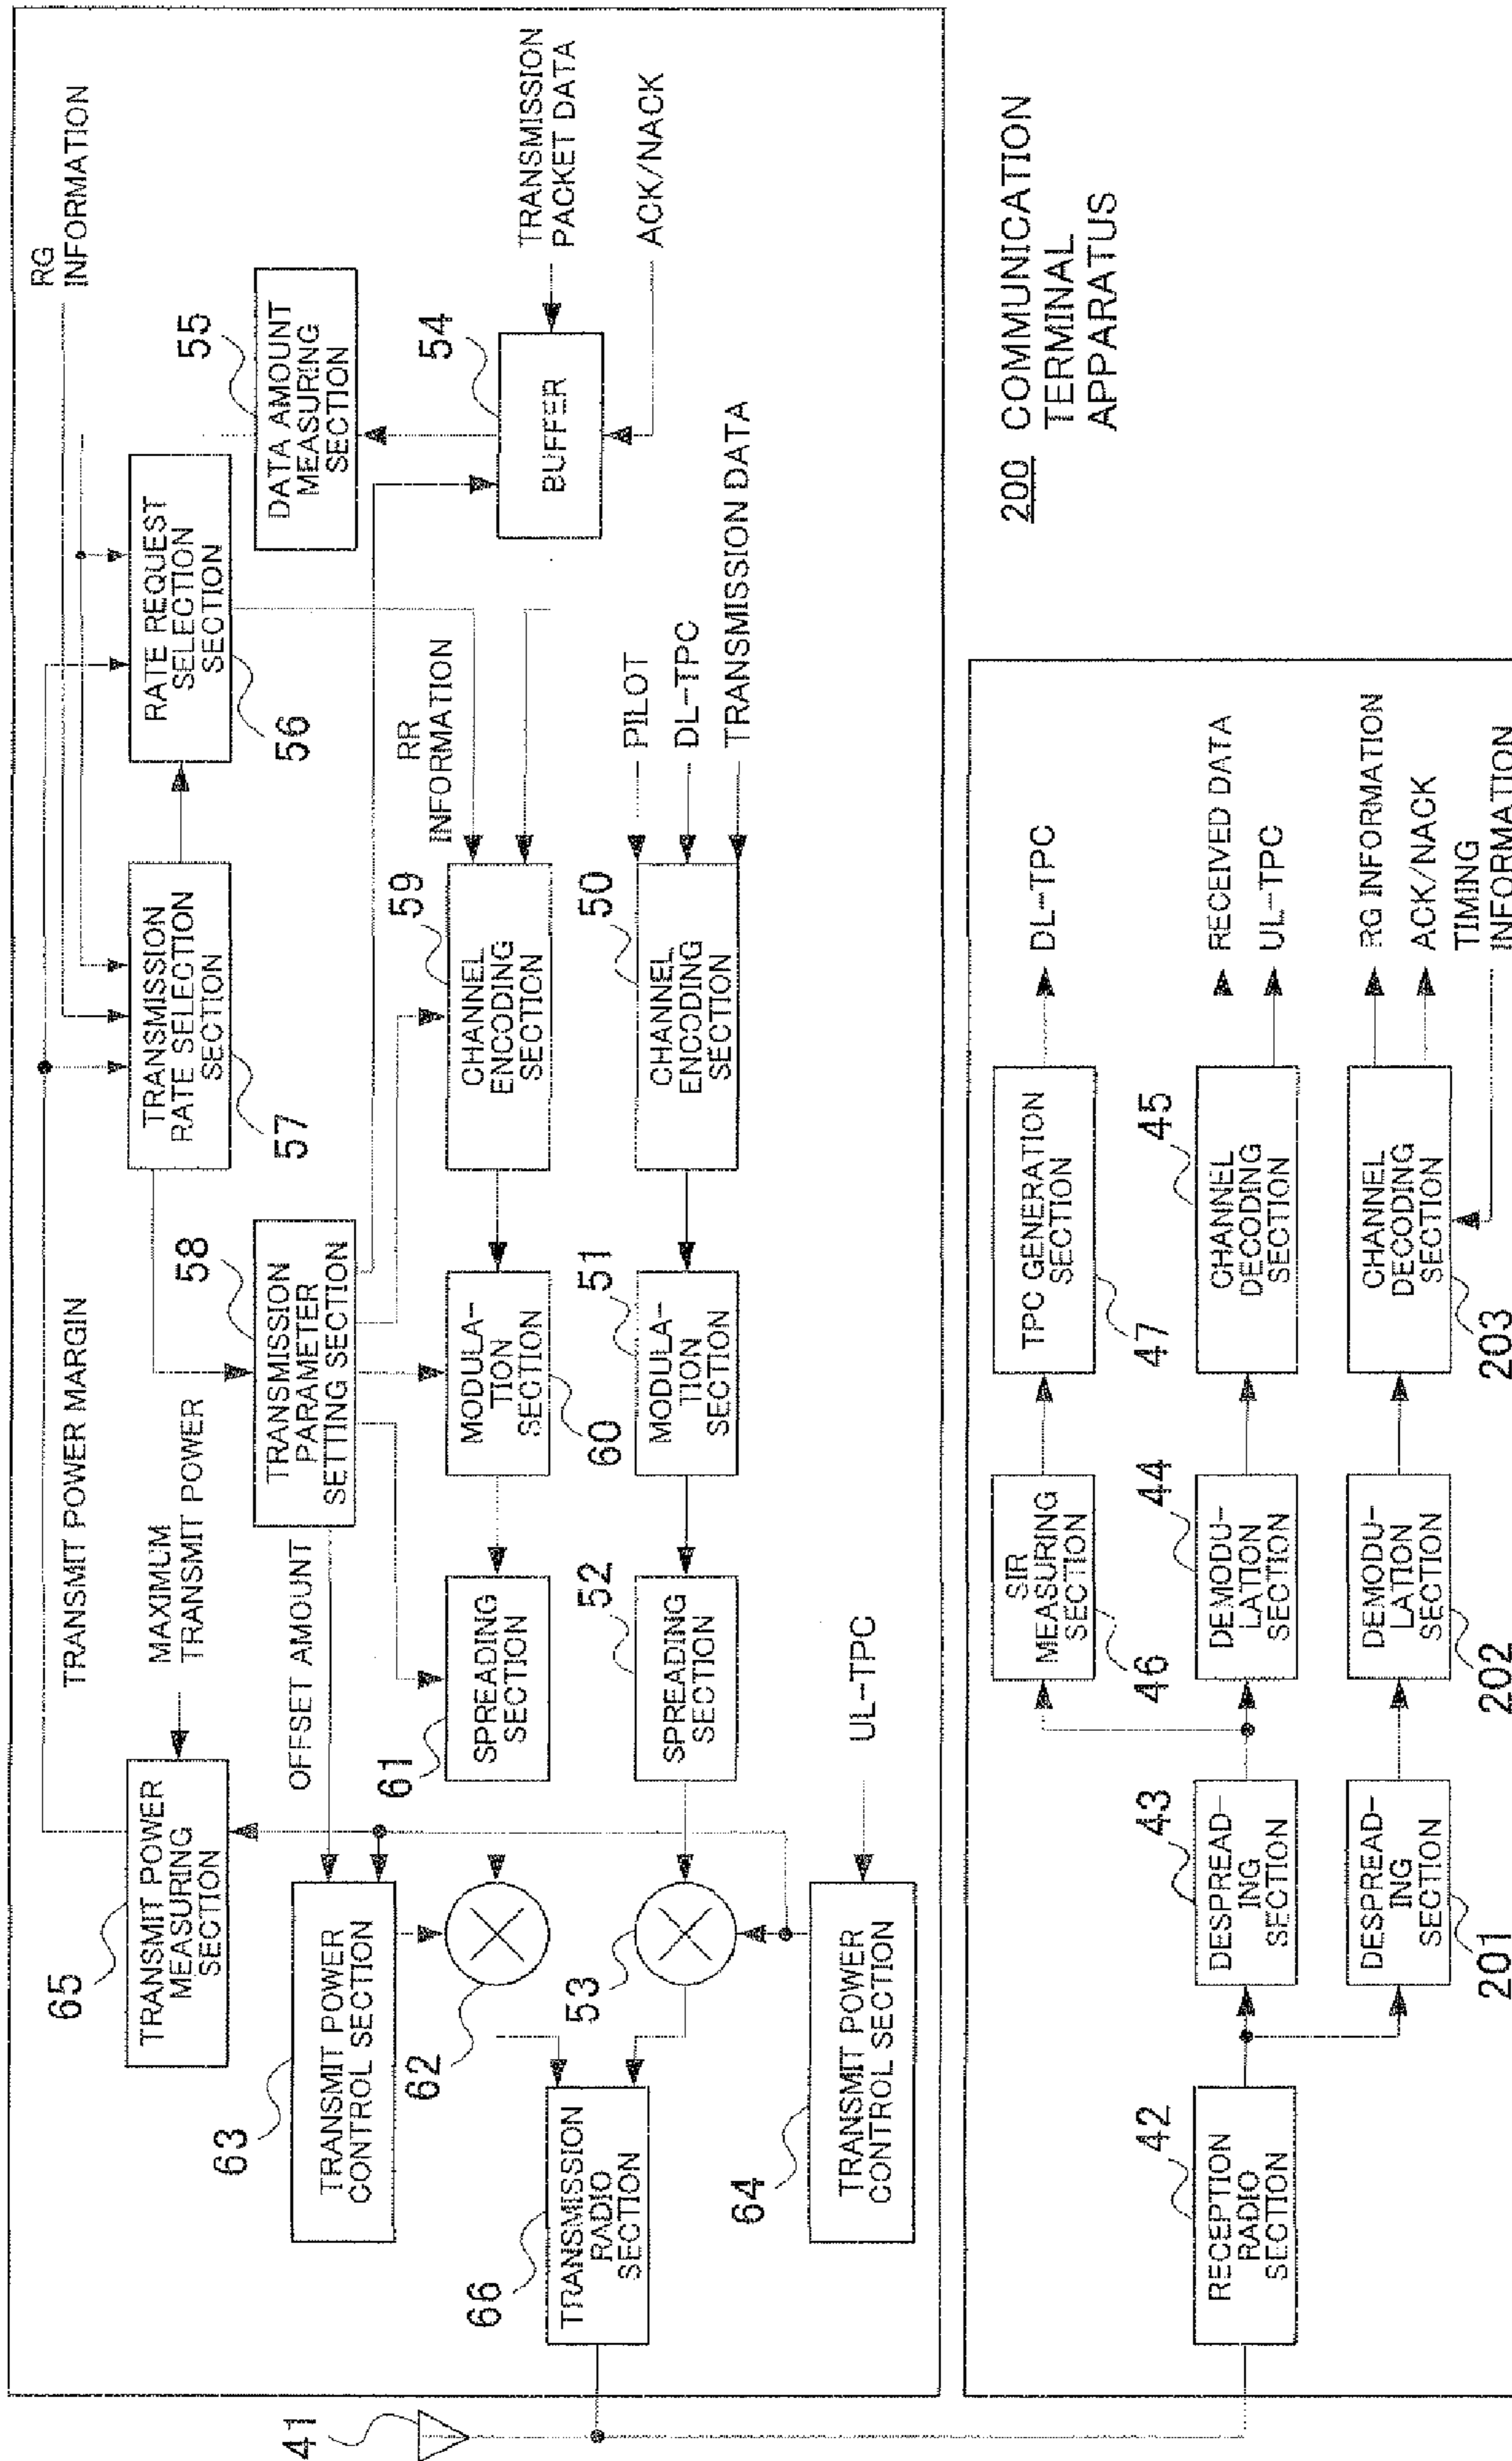 200 COMMUNICATION
TERMINAL
APPARATUS
41
65
TRANSMIT POWER
MEASURING
SECTION
TRANSMIT POWER MARGIN
MAXIMUM
TRANSMIT POWER
RG
INFORMATION
TRANSMISSION
RATE SELECTION
SECTION
57
RATE REQUEST
SELECTION
SECTION
56
63
TRANSMIT POWER
CONTROL SECTION
OFFSET AMOUNT
58
TRANSMISSION
PARAMETER
SETTING SECTION
55
DATA AMOUNT
MEASURING
SECTION
62
61
SPREADING
SECTION
MODULA-
TION
SECTION
60
59
CHANNEL
ENCODING
SECTION
RR
INFORMATION
54
BUFFER
TRANSMISSION
PACKET DATA
ACK/NACK
66
TRANSMISSION
RADIO
SECTION
53
52
SPREADING
SECTION
51
MODULA-
TION
SECTION
50
CHANNEL
ENCODING
SECTION
PILOT
DL-TPC
TRANSMISSION DATA
64
TRANSMIT POWER
CONTROL SECTION
UL-TPC
SIR
MEASURING
SECTION
46
TPC GENERATION
SECTION
47
DL-TPC
42
RECEPTION
RADIO
SECTION
43
DESPREAD-
ING
SECTION
44
DEMODU-
LATION
SECTION
45
CHANNEL
DECODING
SECTION
RECEIVED DATA
UL-TPC
DESPREAD-
ING
SECTION
201
DEMODU-
LATION
SECTION
202
CHANNEL
DECODING
SECTION
203
RG INFORMATION
ACK/NACK
TIMING
INFORMATION